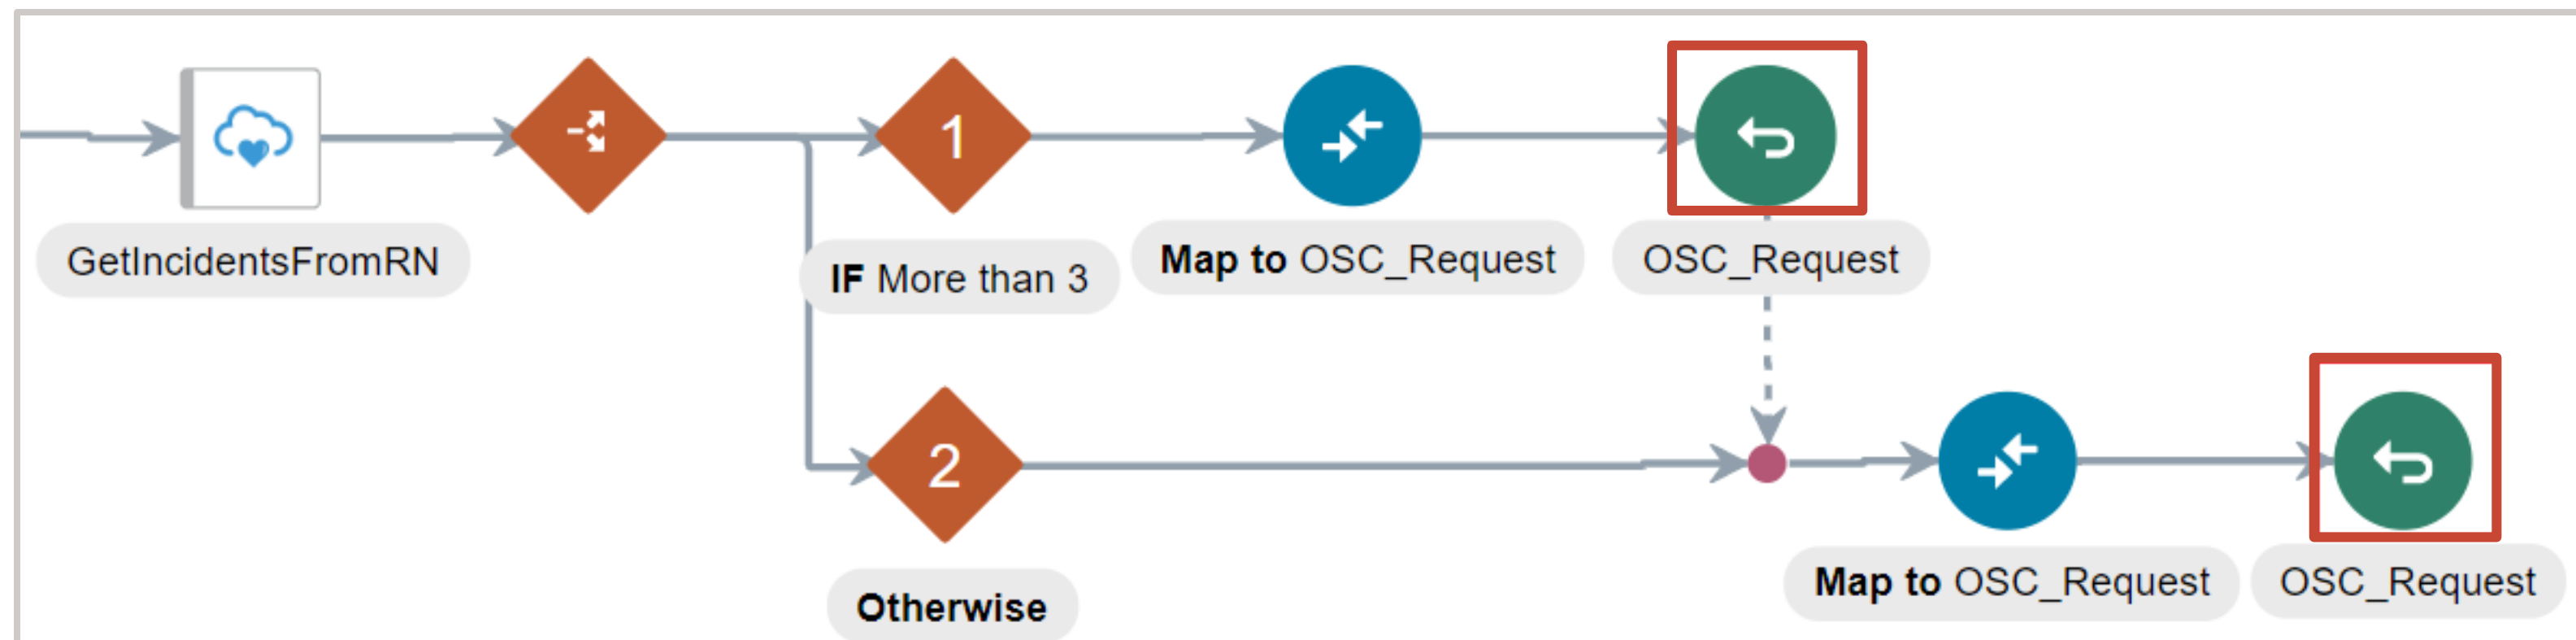 1
GetIncidentsFromRN
IF More than 3
Map to OSC_Request
OSC_Request
2
Otherwise
Map to OSC_Request
OSC_Request